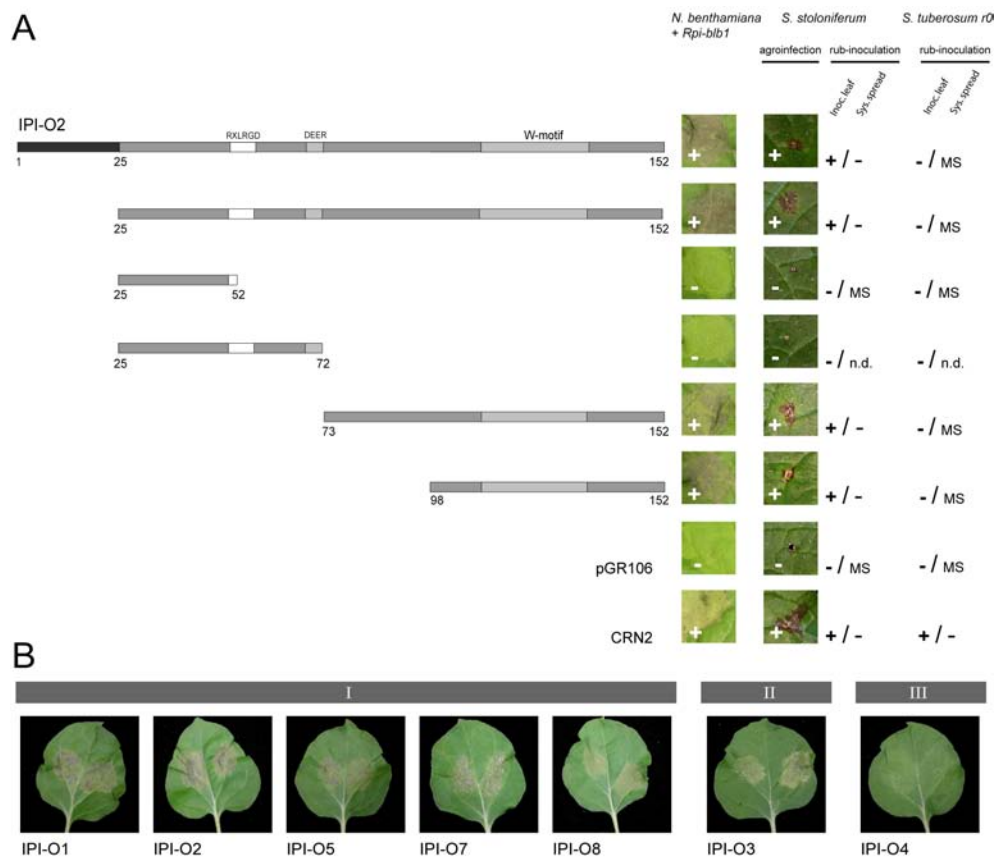 A
N. benthamiana + Rpi-blb1
S. stoloniferum
S. tuberosum r0
agroinfection
rub-inoculation
rub-inoculation
Inoc. leaf
Sys. spread
Inoc. leaf
Sys. spread
IPI-O2
RXLRGD
DEER
W-motif
1
25
152
+
+
+ / -
- / MS
25
152
+
+
+ / -
- / MS
25
52
-
-
- / MS
- / MS
25
72
-
-
- / n.d.
- / n.d.
73
152
+
+
+ / -
- / MS
98
152
+
+
+ / -
- / MS
pGR106
-
-
- / MS
- / MS
CRN2
+
+
+ / -
+ / -
B
I
II
III
IPI-O1
IPI-O2
IPI-O5
IPI-O7
IPI-O8
IPI-O3
IPI-O4